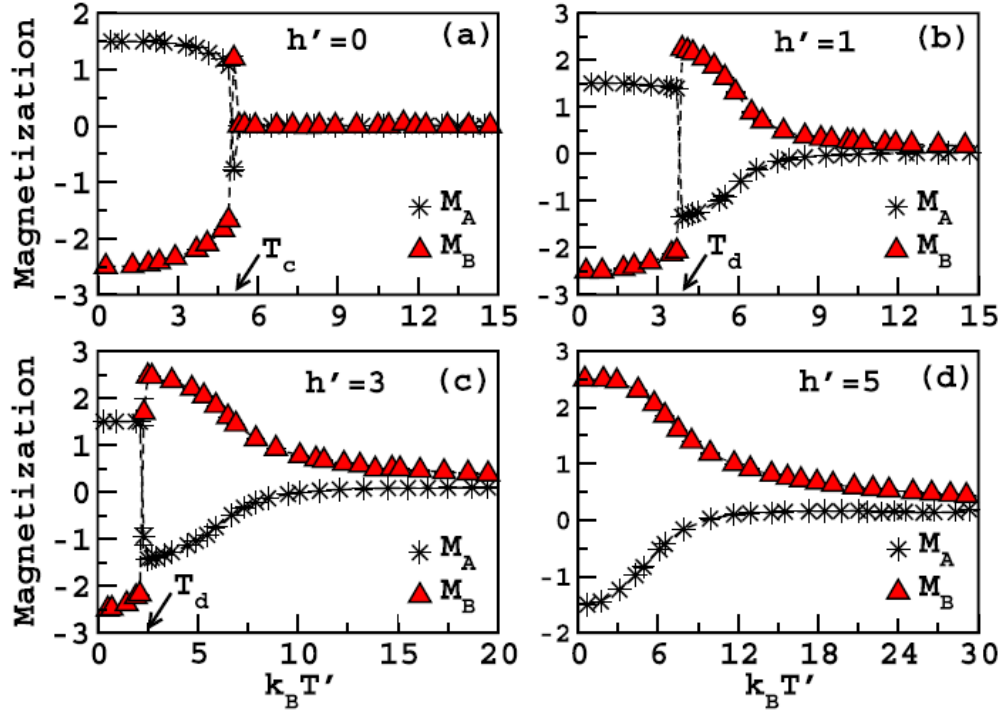 2
1
0
-1
-2
-3
Magnetization
h'=0
(a)
M_A
M_B
T_c
0 3 6 9 12 15
3
2
1
0
-1
-2
-3
h'=1
(b)
M_A
M_B
T_d
0 3 6 9 12 15
3
2
1
0
-1
-2
-3
Magnetization
h'=3
(c)
M_A
M_B
T_d
0 5 10 15 20
k_BT'
3
2
1
0
-1
-2
h'=5
(d)
M_A
M_B
0 6 12 18 24 30
k_BT'